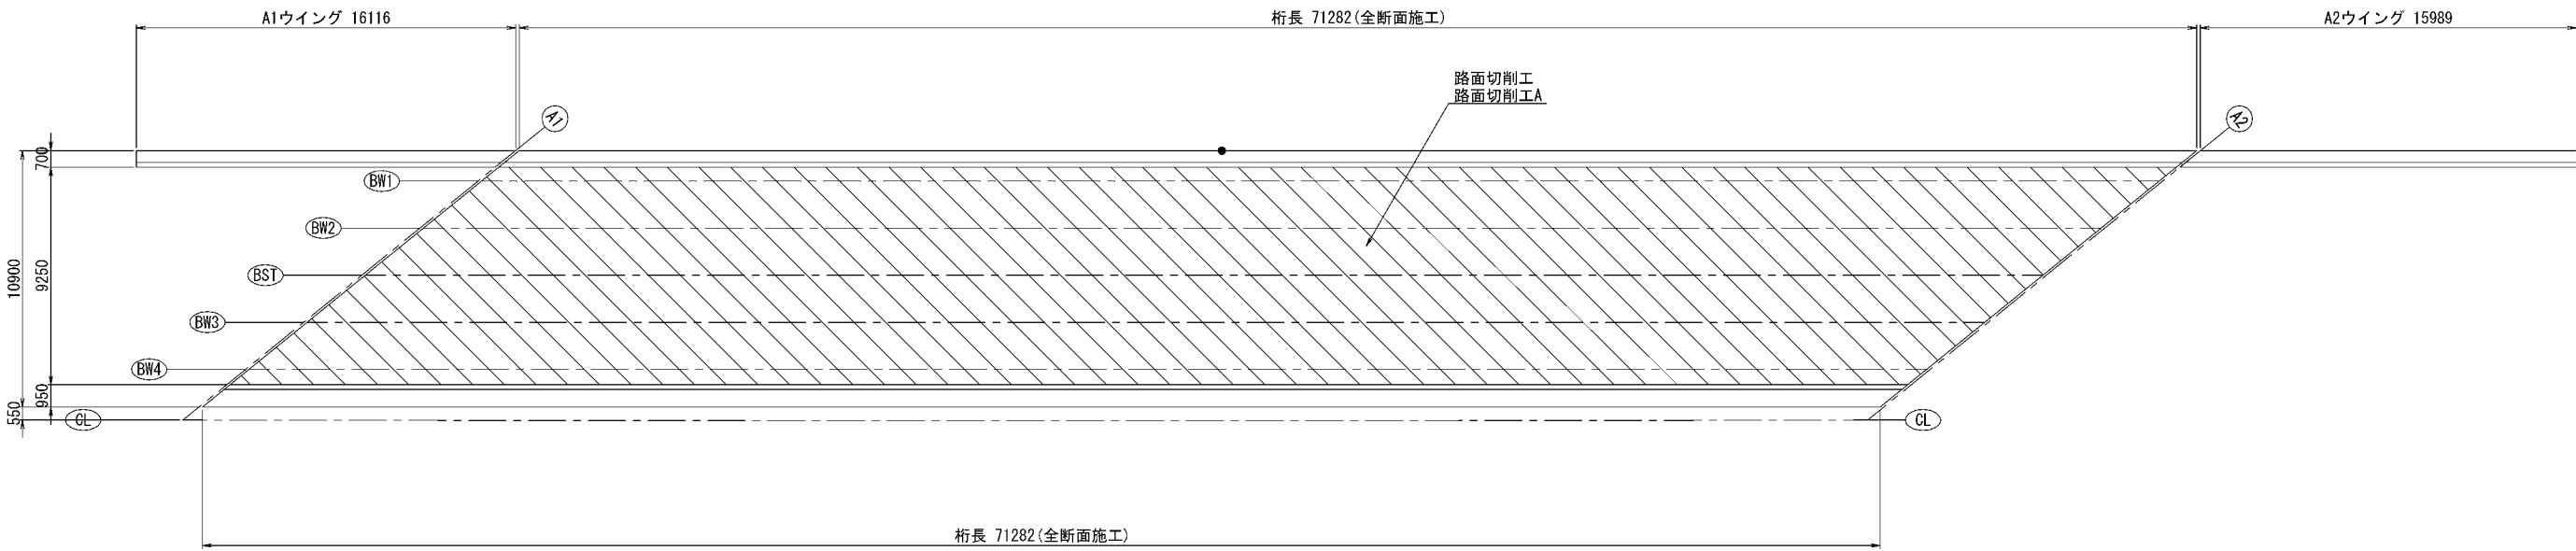 A1ウイング 16116
桁長 71282(全断面施工)
A2ウイング 15989
路面切削工
路面切削工A
A1
A2
700
BW1
BW2
10900
9250
BST
BW3
BW4
950
550
CL
CL
桁長 71282(全断面施工)